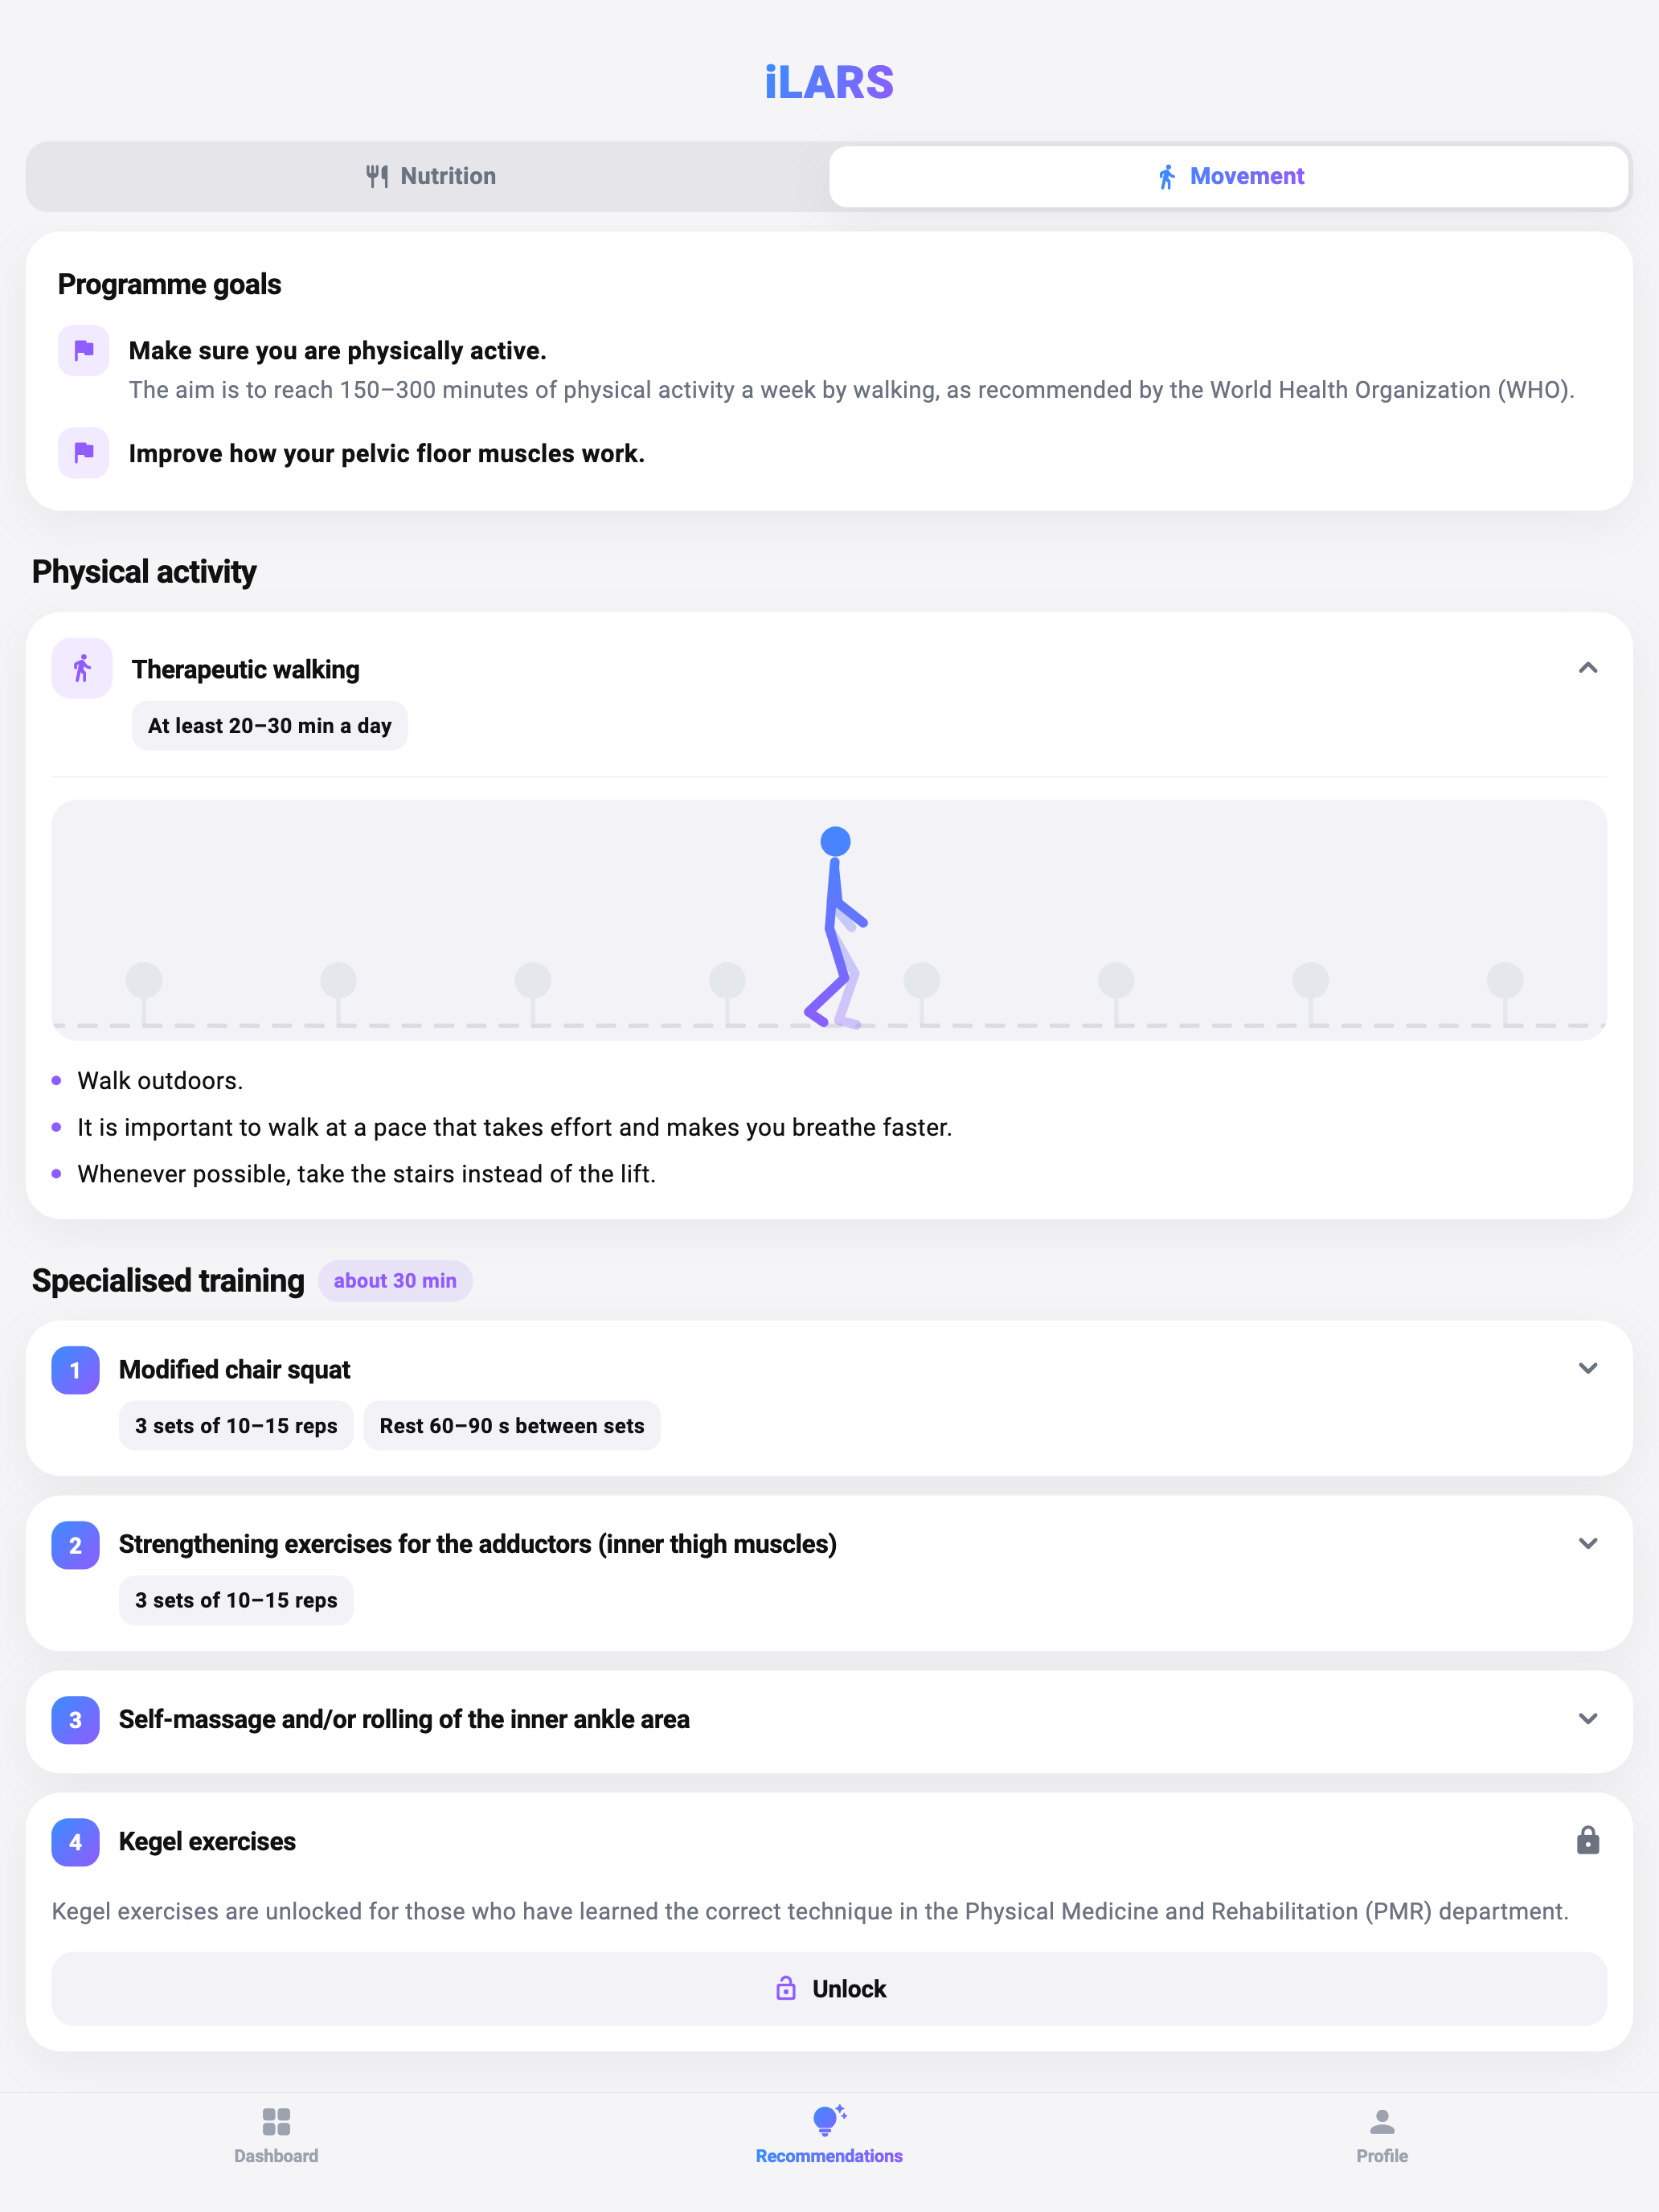 iLARS
Nutrition
Movement
Programme goals
Make sure you are physically active.
The aim is to reach 150–300 minutes of physical activity a week by walking, as recommended by the World Health Organization (WHO).
Improve how your pelvic floor muscles work.
Physical activity
Therapeutic walking
At least 20–30 min a day
Walk outdoors.
It is important to walk at a pace that takes effort and makes you breathe faster.
Whenever possible, take the stairs instead of the lift.
Specialised training
about 30 min
1
Modified chair squat
3 sets of 10–15 reps
Rest 60–90 s between sets
2
Strengthening exercises for the adductors (inner thigh muscles)
3 sets of 10–15 reps
3
Self-massage and/or rolling of the inner ankle area
4
Kegel exercises
Kegel exercises are unlocked for those who have learned the correct technique in the Physical Medicine and Rehabilitation (PMR) department.
Unlock
Dashboard
Recommendations
Profile